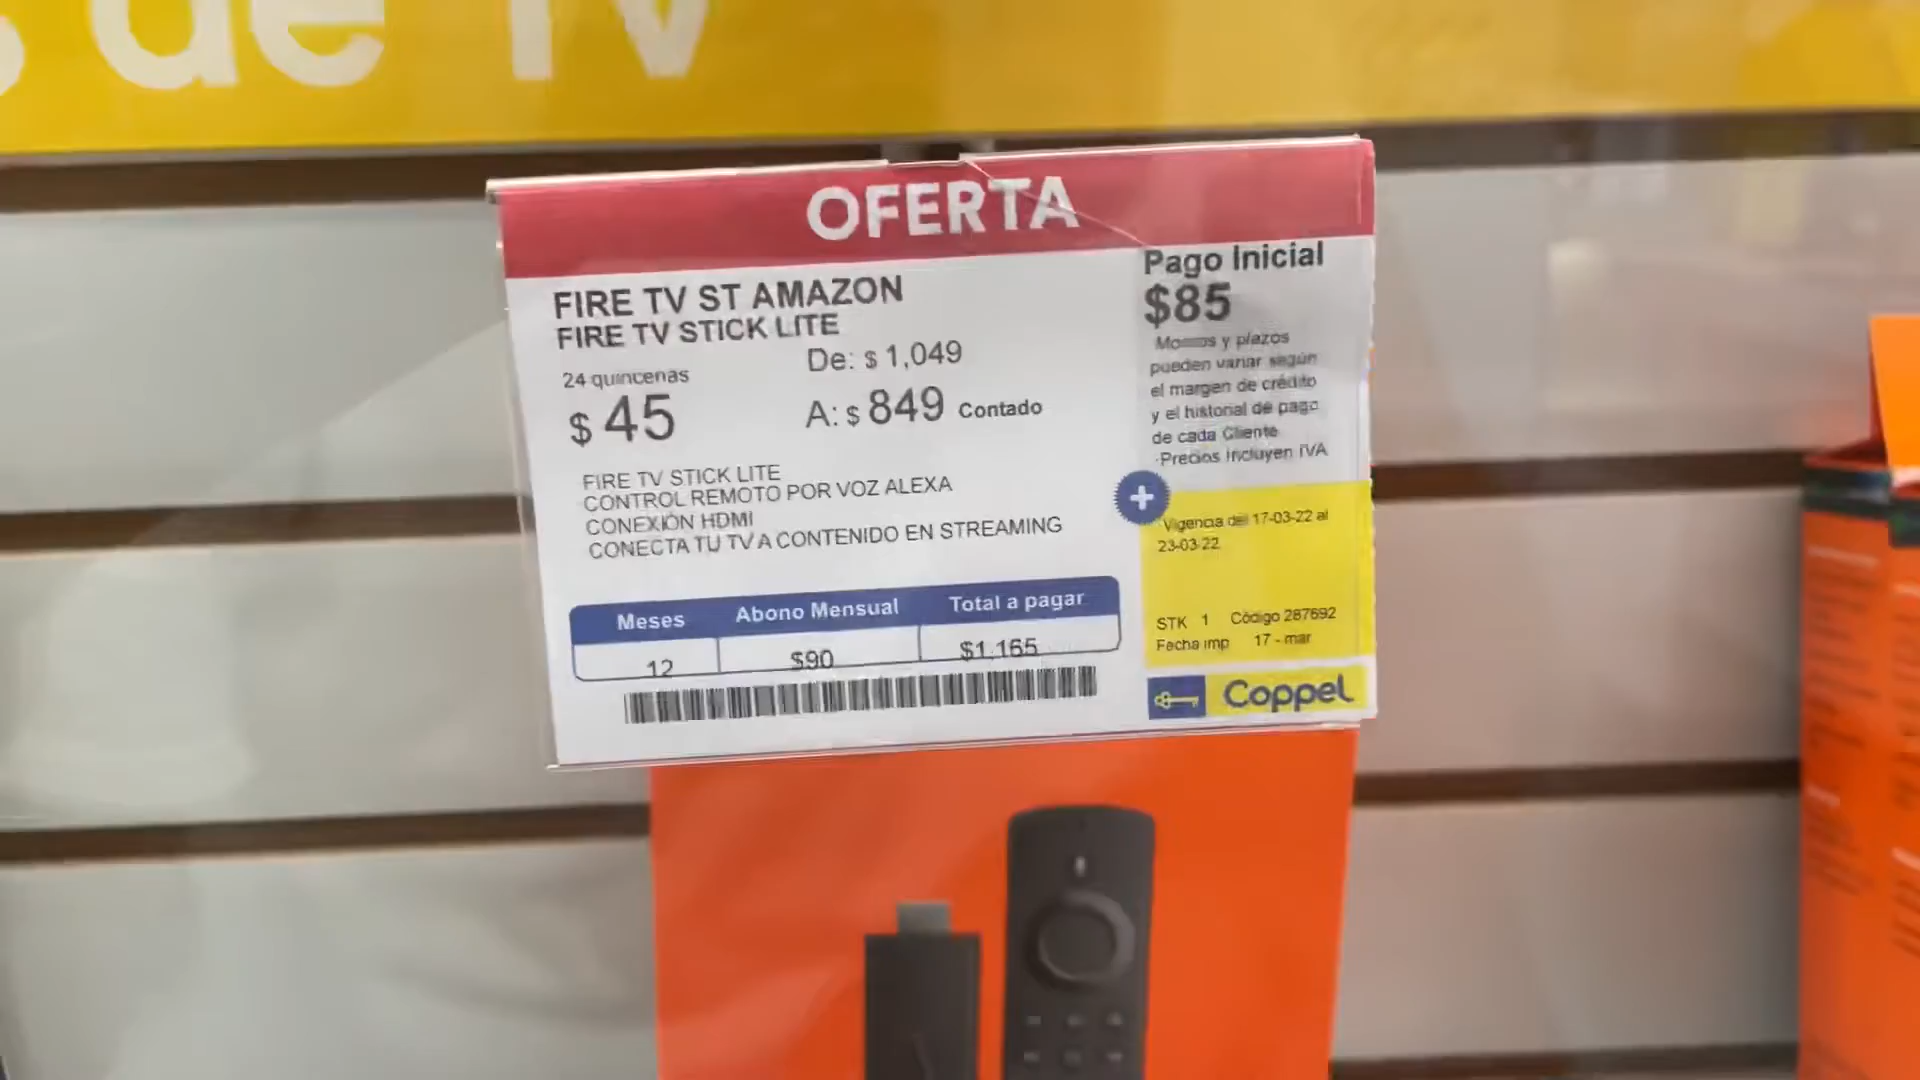 de Tv
OFERTA
FIRE TV ST AMAZON
FIRE TV STICK LITE
De: $ 1,049
24 quincenas
$ 45
A: $ 849 Contado
FIRE TV STICK LITE
CONTROL REMOTO POR VOZ ALEXA
CONEXIÓN HDMI
CONECTA TU TV A CONTENIDO EN STREAMING
Meses Abono Mensual Total a pagar
12 $90 $1,165
Pago Inicial
$85
Montos y plazos
pueden variar según
el margen de crédito
y el historial de pago
de cada Cliente
·Precios Incluyen IVA
+
Vigencia del 17-03-22 al
23-03-22
STK 1 Código 287692
Fecha imp 17 - mar
Coppel